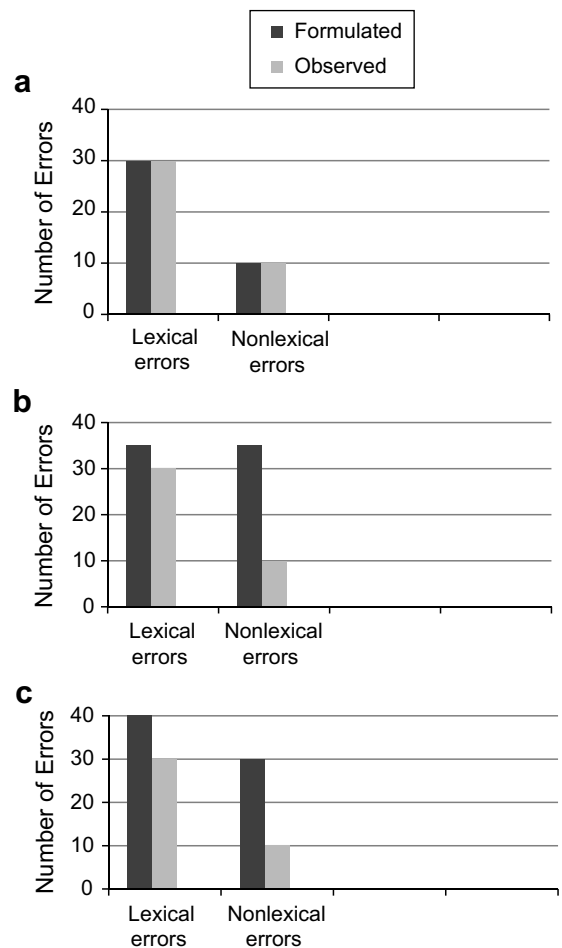 Formulated
Observed
a
Number of Errors
40
30
20
10
0
Lexical
errors
Nonlexical
errors
b
Number of Errors
40
30
20
10
0
Lexical
errors
Nonlexical
errors
c
Number of Errors
40
30
20
10
0
Lexical
errors
Nonlexical
errors